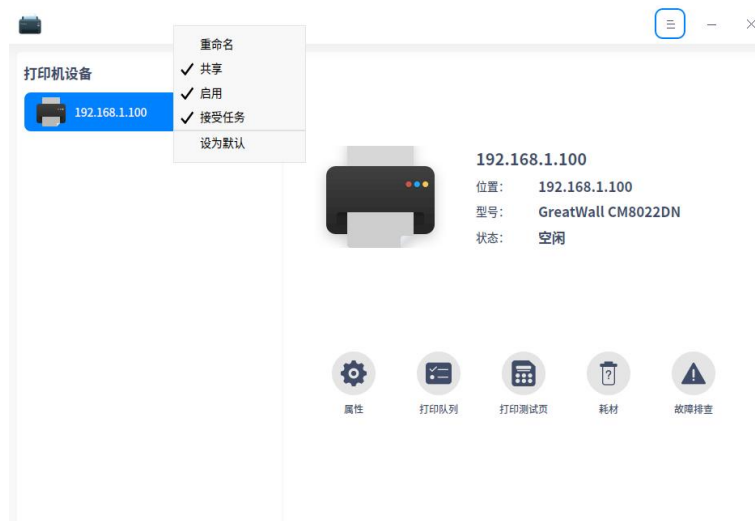 重命名
共享
启用
接受任务
设为默认
打印机设备
192.168.1.100
192.168.1.100
位置: 192.168.1.100
型号: GreatWall CM8022DN
状态: 空闲
属性
打印队列
打印测试页
耗材
故障排查